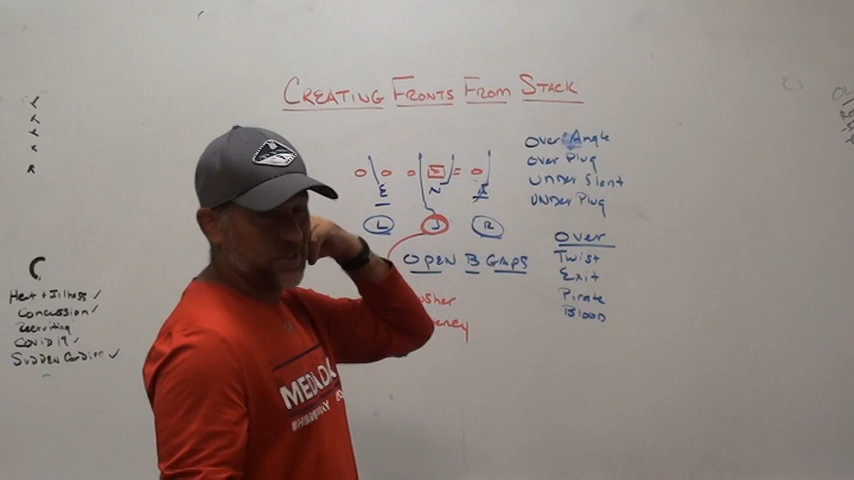 CREATING FRONTS FROM STACK
Over Angle
Over Plug
Under Slant
Under Plug
E N A
L J R
OPEN B GAPS
Over
Twist
Exit
Pirate
Blood
Heat + Illness ✓
Concussion ✓
Recruiting
COVID 19 ✓
Sudden Cardiac ✓